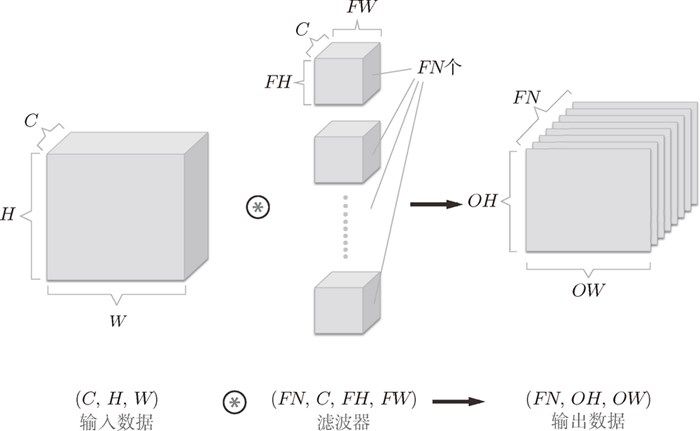 FW
C
FH
FN个
C
H
W
FN
OH
OW
(C, H, W)
(FN, C, FH, FW)
(FN, OH, OW)
输入数据
滤波器
输出数据